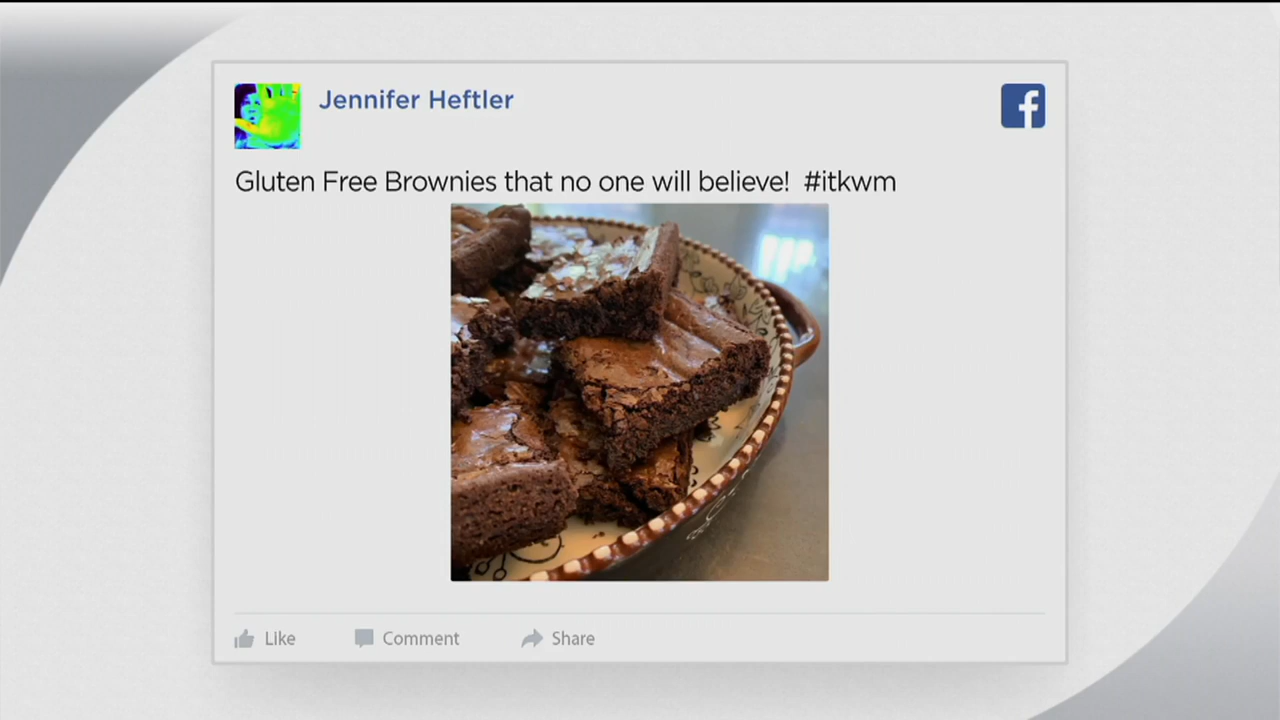 Jennifer Heftler
Gluten Free Brownies that no one will believe! #itkwm
Like Comment Share